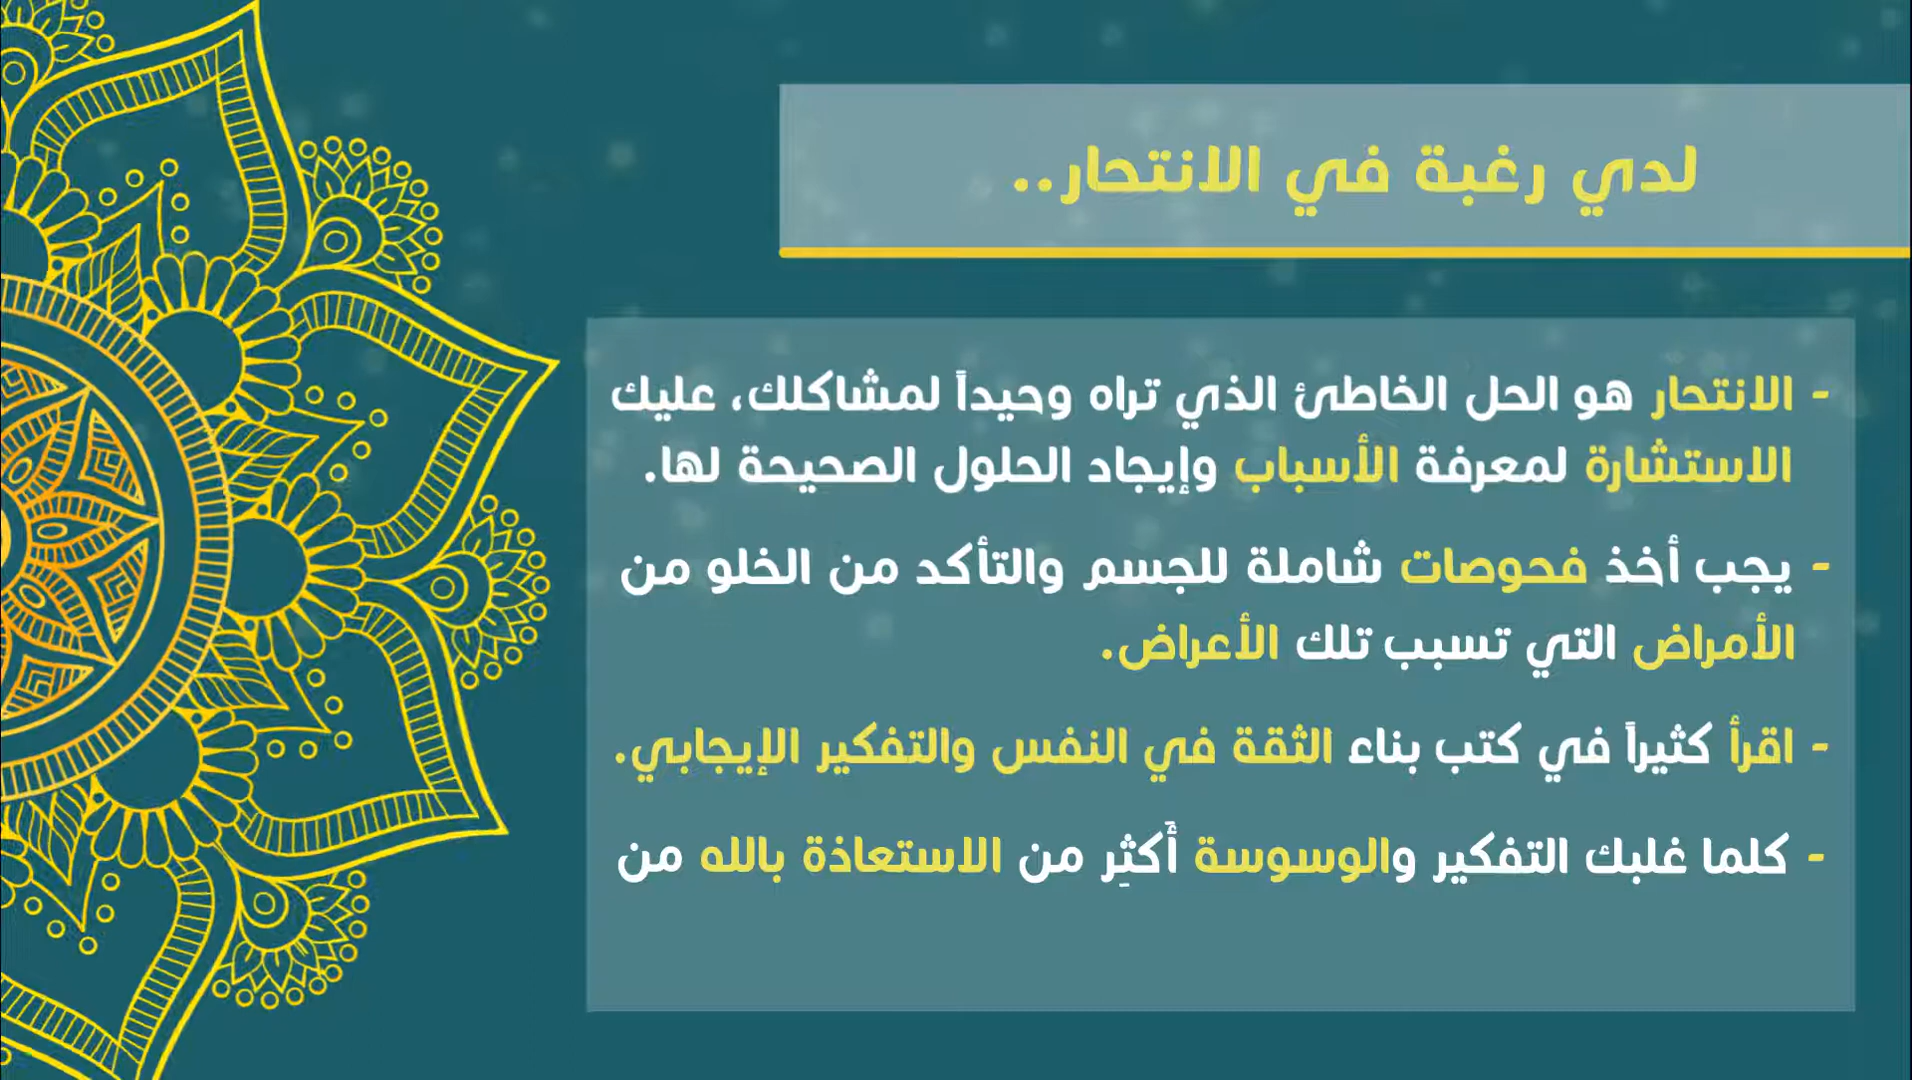 لدي رغبة في الانتحار..
- الانتحار هو الحل الخاطئ الذي تراه وحيداً لمشاكلك، عليك
الاستشارة لمعرفة الأسباب وإيجاد الحلول الصحيحة لها.
- يجب أخذ فحوصات شاملة للجسم والتأكد من الخلو من
الأمراض التي تسبب تلك الأعراض.
- اقرأ كثيراً في كتب بناء الثقة في النفس والتفكير الإيجابي.
- كلما غلبك التفكير والوسوسة أَكثِر من الاستعاذة بالله من